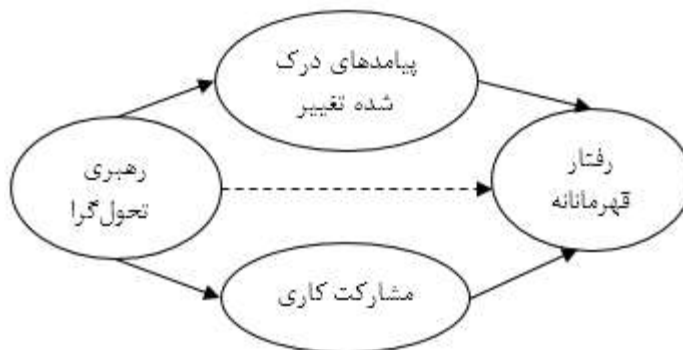 پیامدهای درک
شده تغییر
رهبری
تحول‌گرا
رفتار
قهرمانانه
مشارکت کاری